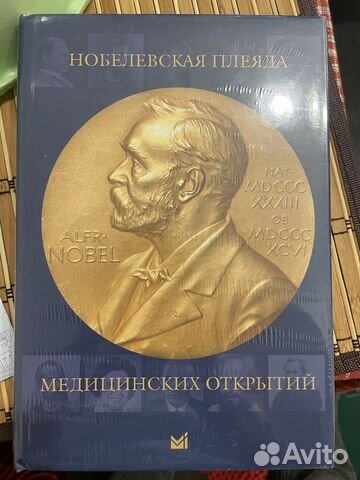 НОБЕЛЕВСКАЯ ПЛЕЯДА
ALFR·
NOBEL
NAT·
MDCCC
XXXIII
OB·
MDCCC
XCVI
МЕДИЦИНСКИХ ОТКРЫТИЙ
Avito